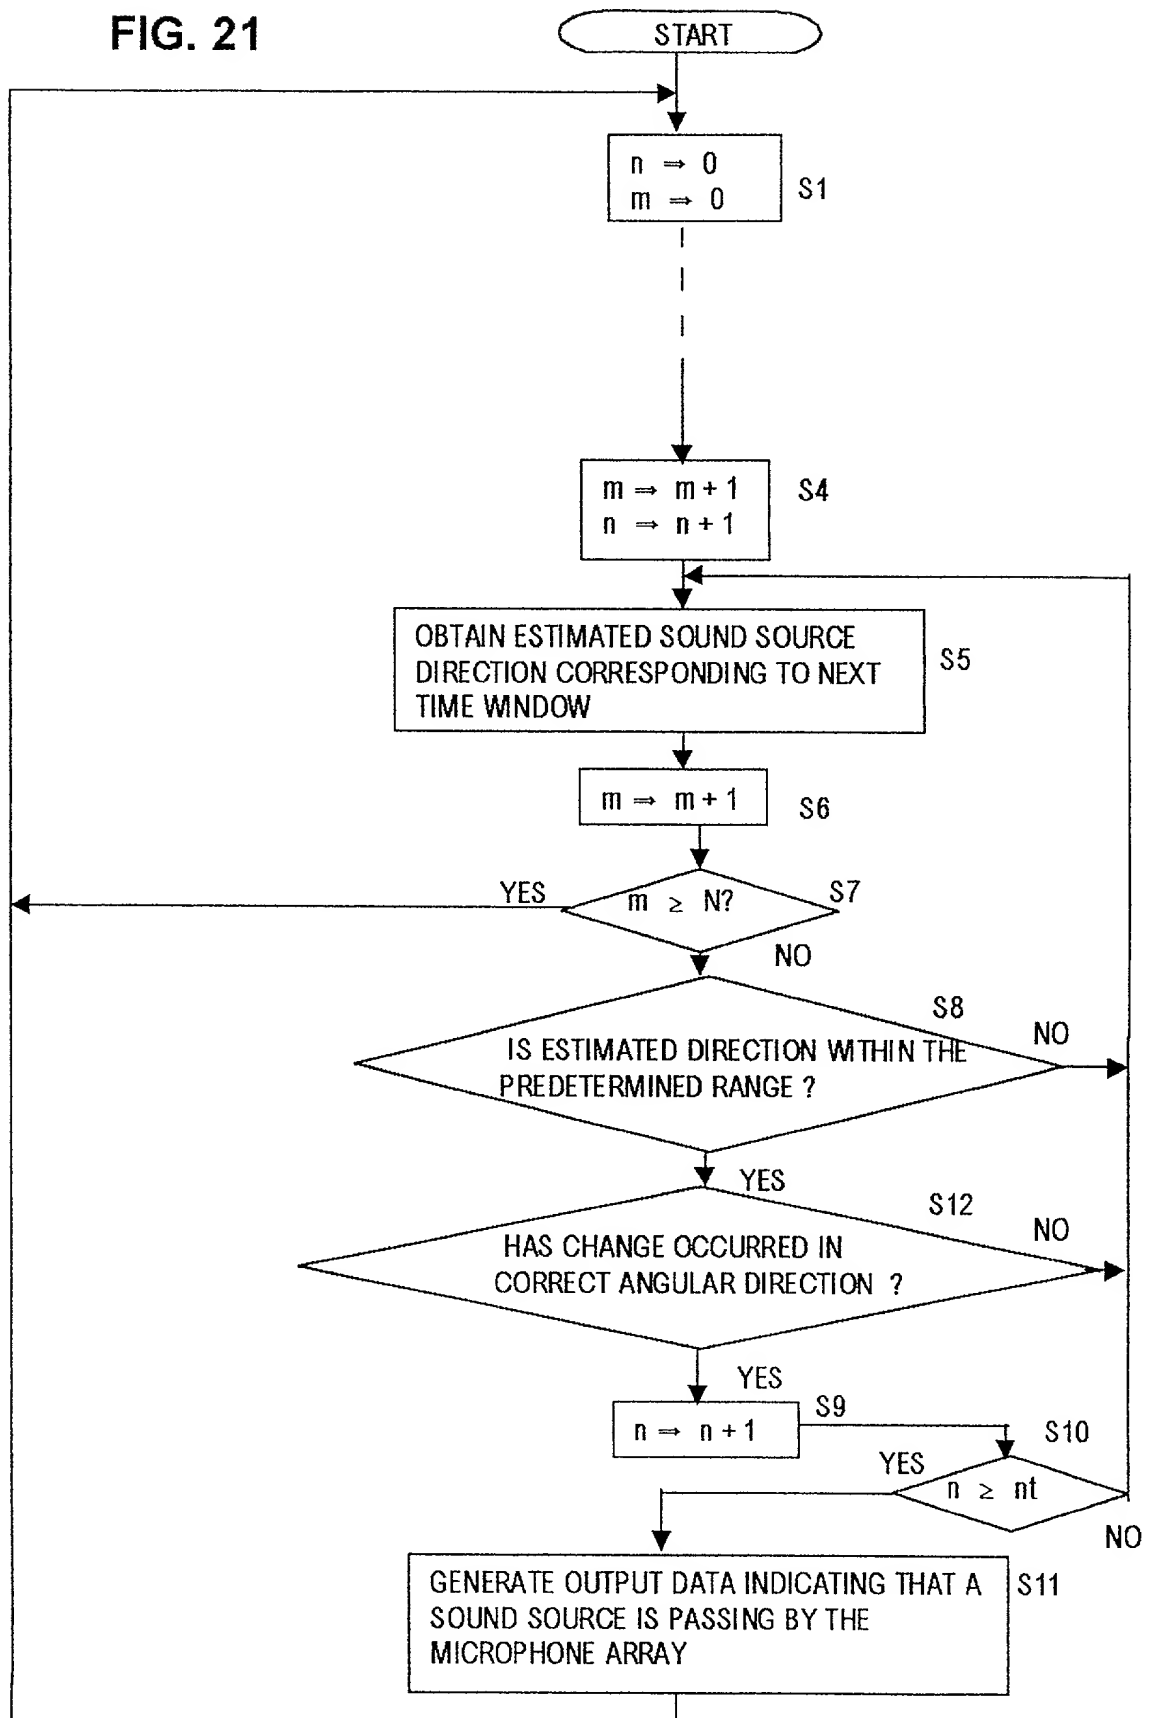 FIG. 21
START
n ⇒ 0
m ⇒ 0
S1
m ⇒ m + 1
n ⇒ n + 1
S4
OBTAIN ESTIMATED SOUND SOURCE
DIRECTION CORRESPONDING TO NEXT
TIME WINDOW
S5
m ⇒ m + 1
S6
YES
m ≥ N?
S7
NO
S8
NO
IS ESTIMATED DIRECTION WITHIN THE
PREDETERMINED RANGE ?
YES
S12
NO
HAS CHANGE OCCURRED IN
CORRECT ANGULAR DIRECTION ?
YES
n ⇒ n + 1
S9
S10
YES
n ≥ nt
NO
GENERATE OUTPUT DATA INDICATING THAT A
SOUND SOURCE IS PASSING BY THE
MICROPHONE ARRAY
S11